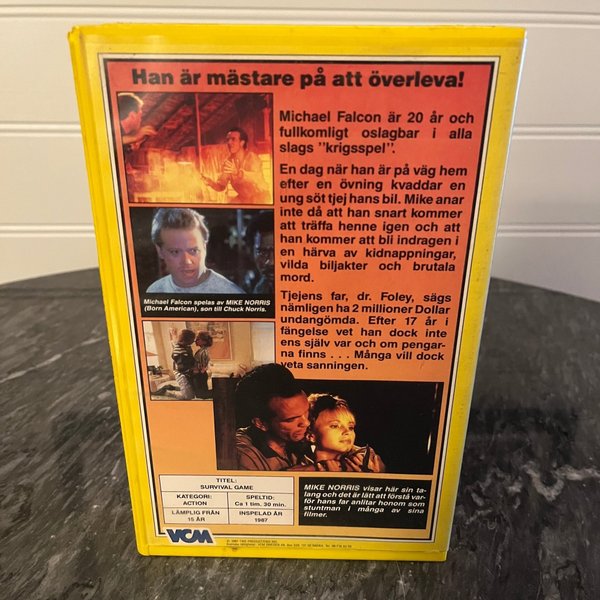 Han är mästare på att överleva!
Michael Falcon är 20 år och
fullkomligt oslagbar i alla
slags "krigsspel".
En dag när han är på väg hem
efter en övning kvaddar en
ung söt tjej hans bil. Mike anar
inte då att han snart kommer
att träffa henne igen och att
han kommer att bli indragen i
en härva av kidnappningar,
vilda biljakter och brutala
mord.
Michael Falcon spelas av MIKE NORRIS
(Born American), son till Chuck Norris.
Tjejens far, dr. Foley, sägs
nämligen ha 2 millioner Dollar
undangömda. Efter 17 år i
fängelse vet han dock inte
ens själv var och om pengar-
na finns . . . Många vill dock
veta sanningen.
TITEL:
SURVIVAL GAME
KATEGORI:
ACTION
SPELTID:
Ca 1 tim. 30 min.
LÄMPLIG FRÅN
15 ÅR
INSPELAD ÅR
1987
MIKE NORRIS visar här sin ta-
lang och det är lätt att förstå var-
för hans far anlitar honom som
stuntman i många av sina
filmer.
VCM